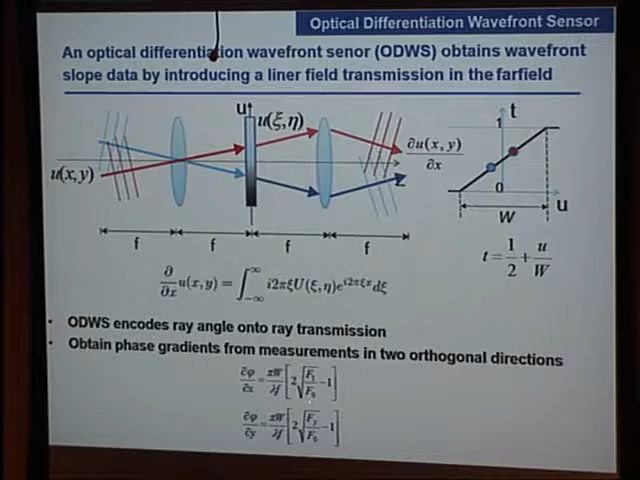 Optical Differentiation Wavefront Sensor
An optical differentiation wavefront senor (ODWS) obtains wavefront
slope data by introducing a liner field transmission in the farfield
u
u(ξ,η)
u(x,y)
∂u(x, y)
∂x
f f f f
t
1
0
u
W
t = 1/2 + u/W
∂/∂x u(x, y) = ∫_{-∞}^{∞} i2πξU(ξ,η)e^{i2πξx}dξ
• ODWS encodes ray angle onto ray transmission
• Obtain phase gradients from measurements in two orthogonal directions
∂φ/∂x = πW/λf [2√(F₁/F₀) -1]
∂φ/∂y = πW/λf [2√(Fy/F₀) -1]